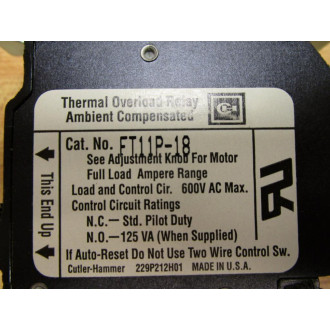 Thermal Overload Relay
Ambient Compensated
Cat. No. FT11P-18
See Adjustment Knob For Motor
Full Load Ampere Range
Load and Control Cir. 600V AC Max.
Control Circuit Ratings
N.C.— Std. Pilot Duty
N.O.—125 VA (When Supplied)
If Auto-Reset Do Not Use Two Wire Control Sw.
Cutler-Hammer 229P212H01 MADE IN U.S.A.
This End Up